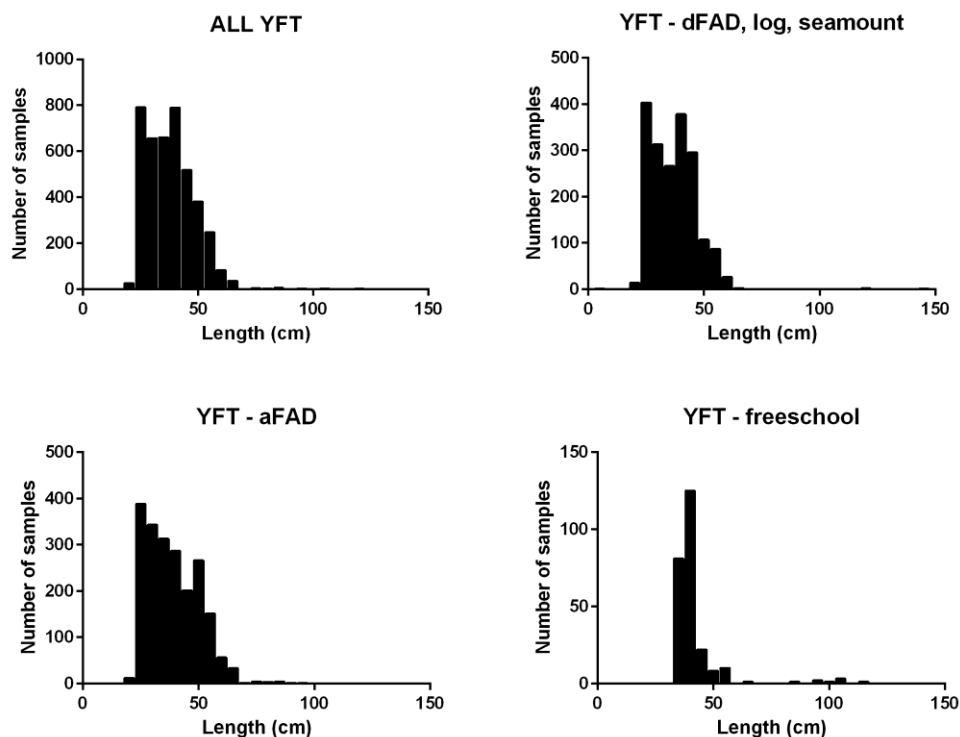 ALL YFT
Number of samples
1000
800
600
400
200
0
0 50 100 150
Length (cm)
YFT - dFAD, log, seamount
Number of samples
500
400
300
200
100
0
0 50 100 150
Length (cm)
YFT - aFAD
Number of samples
500
400
300
200
100
0
0 50 100 150
Length (cm)
YFT - freeschool
Number of samples
150
100
50
0
0 50 100 150
Length (cm)